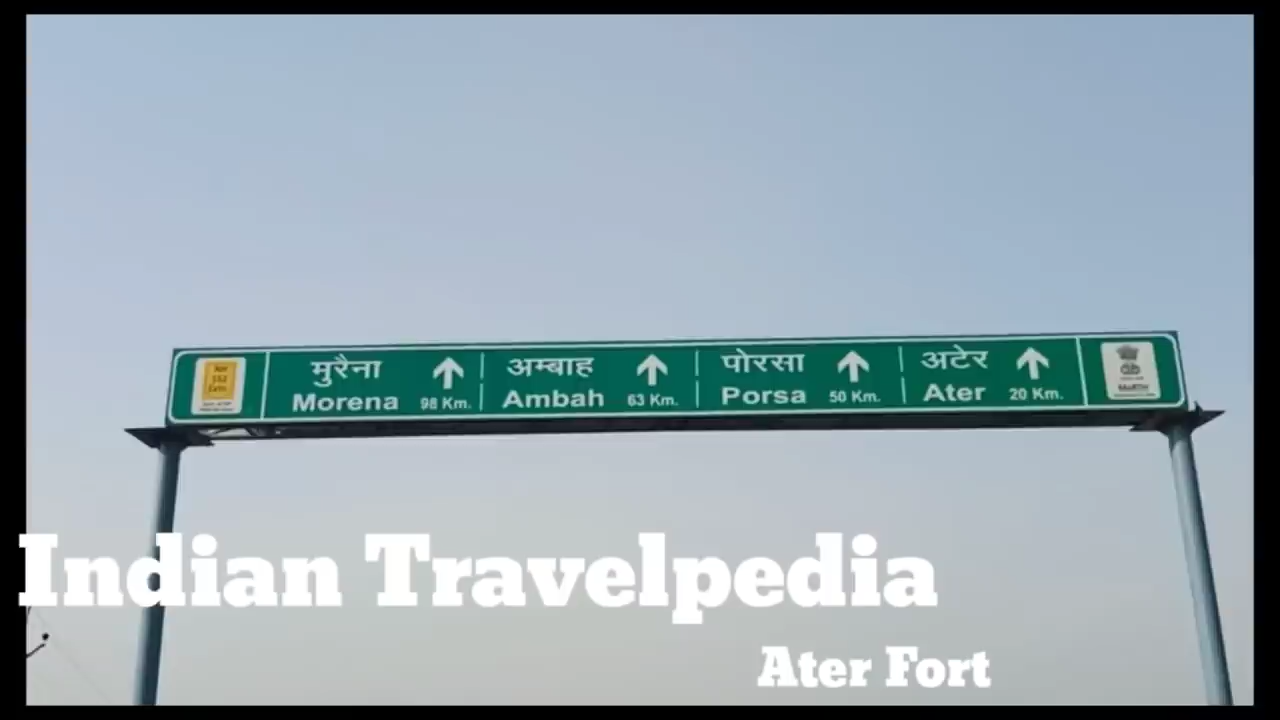 मुरैना
Morena 98 Km.
अम्बाह
Ambah 63 Km.
पोरसा
Porsa 50 Km.
अटेर
Ater 20 Km.
Indian Travelpedia
Ater Fort